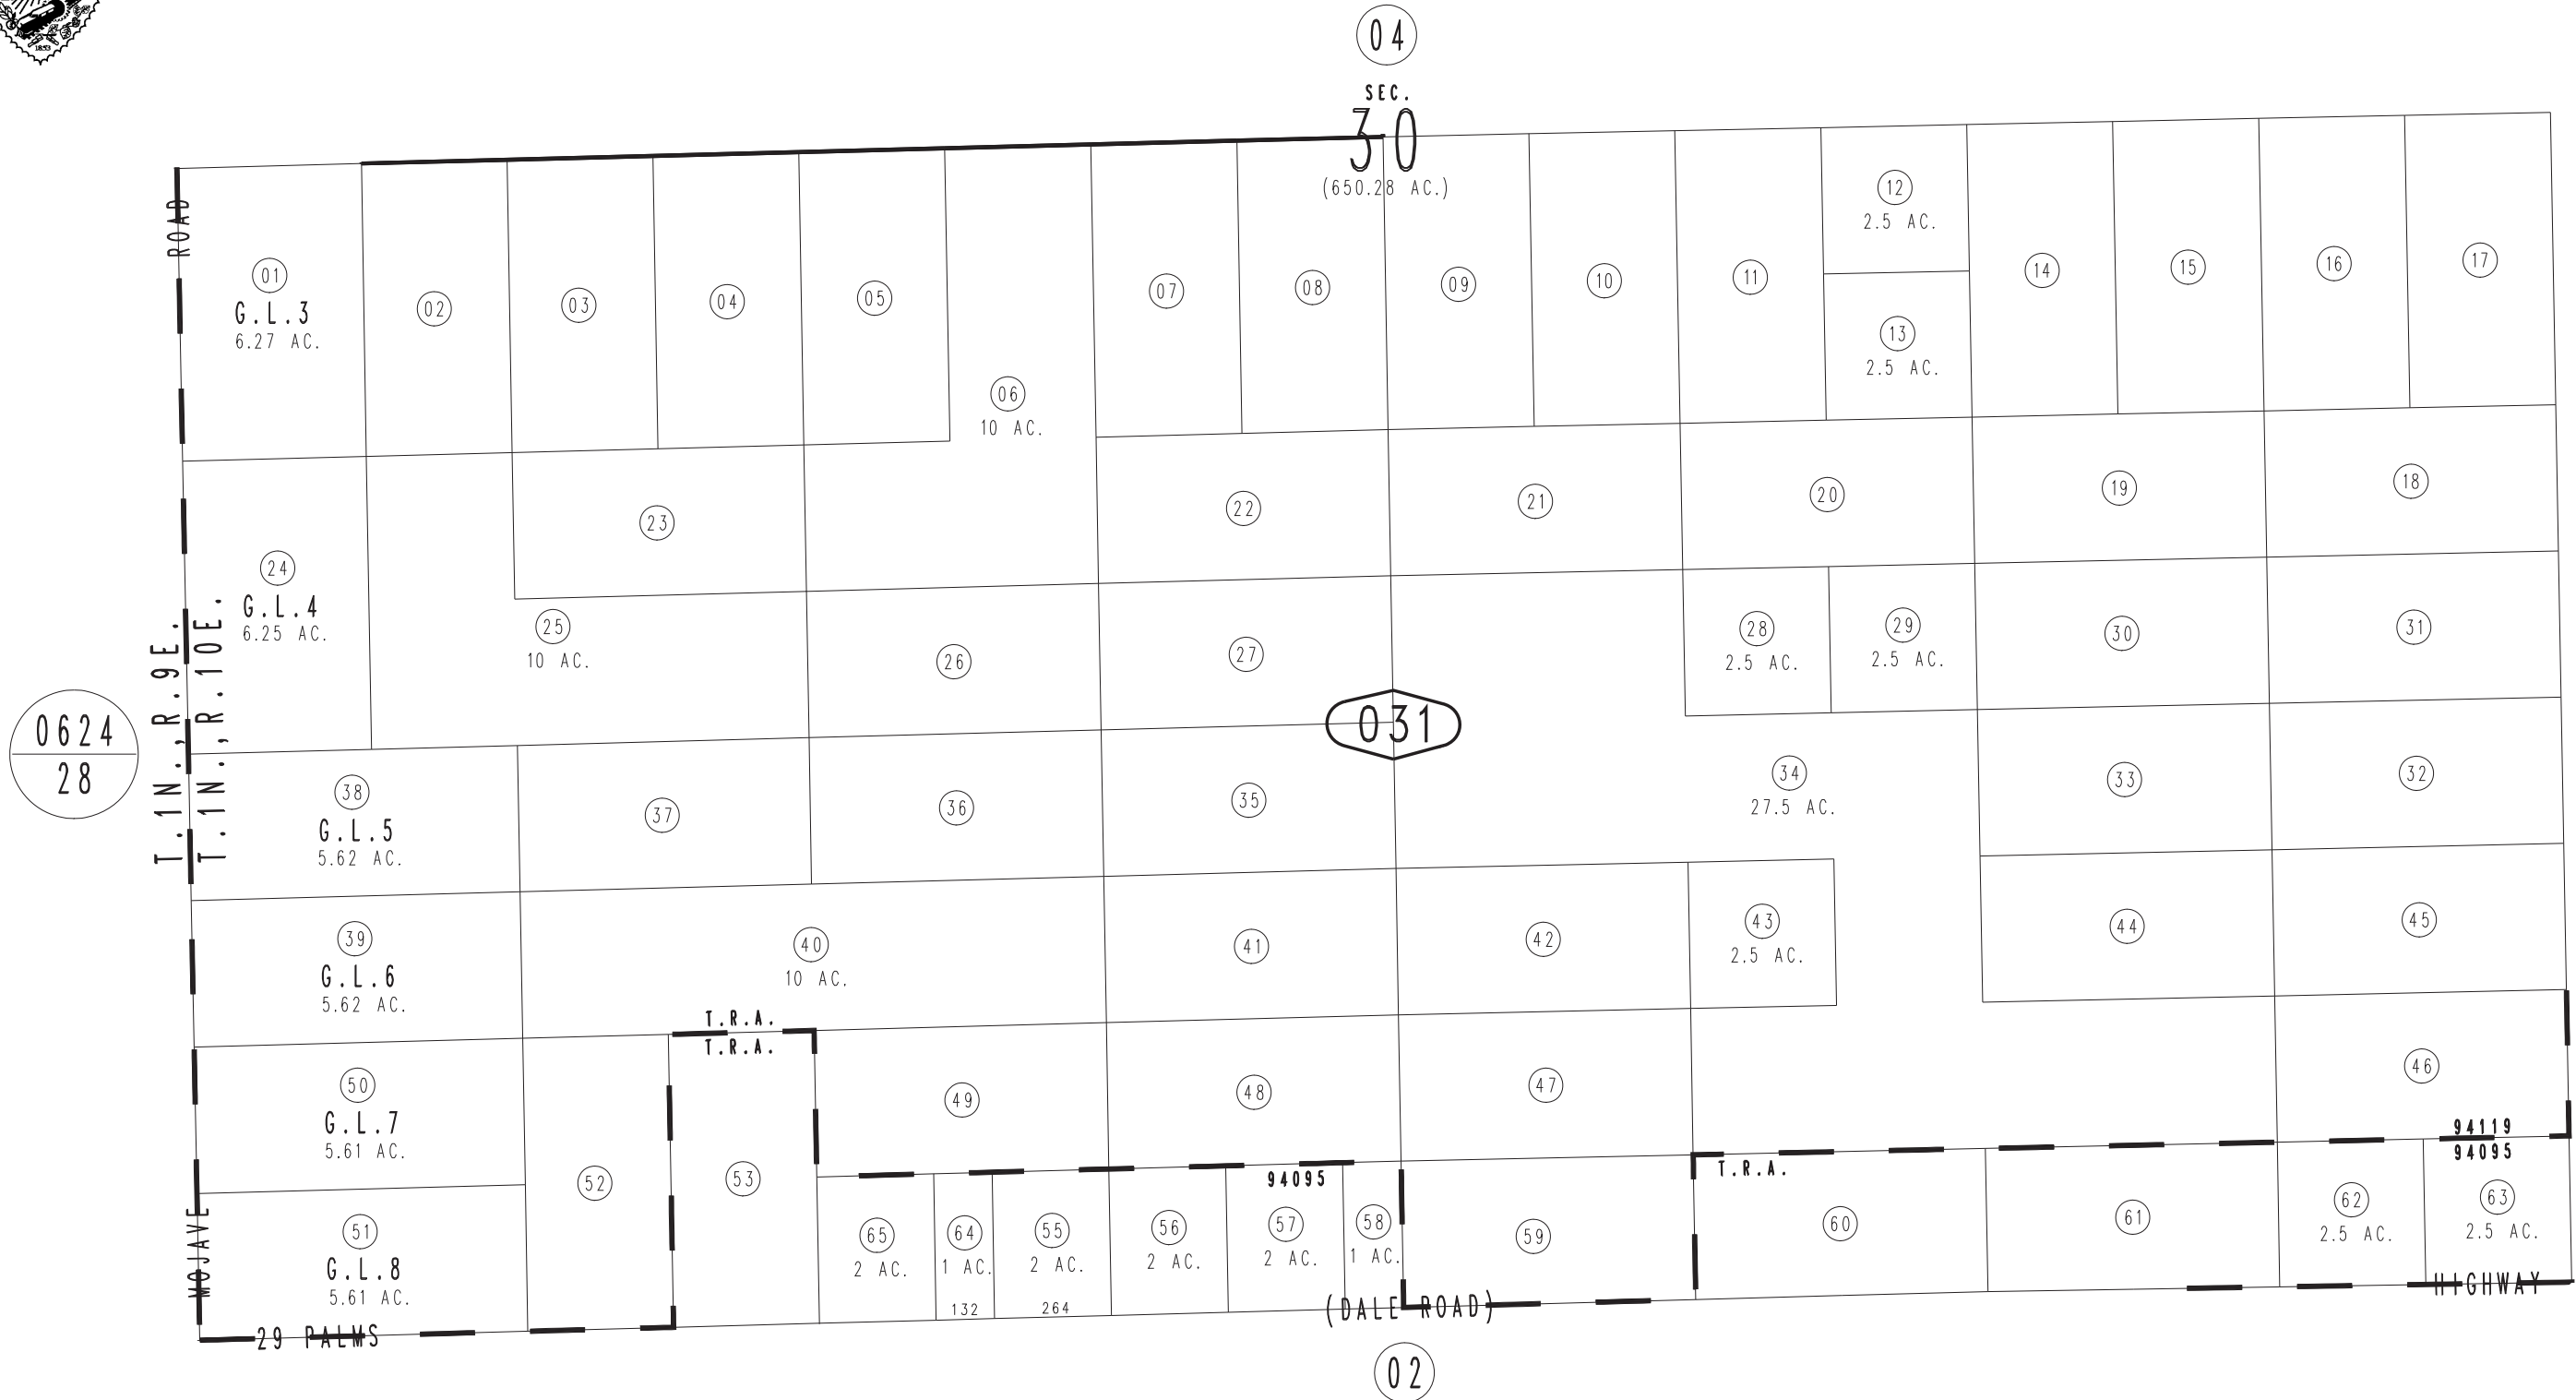 1853
04
SEC.
30
(650.28 AC.)
ROAD
01
G.L.3
6.27 AC.
02
03
04
05
06
10 AC.
07
08
09
10
11
12
2.5 AC.
13
2.5 AC.
14
15
16
17
24
G.L.4
6.25 AC.
23
22
21
20
19
18
25
10 AC.
26
27
28
2.5 AC.
29
2.5 AC.
30
31
0624
28
T.1N.,R.9E.
T.1N.,R.10E.
031
38
G.L.5
5.62 AC.
37
36
35
34
27.5 AC.
33
32
39
G.L.6
5.62 AC.
40
10 AC.
41
42
43
2.5 AC.
44
45
T.R.A.
T.R.A.
50
G.L.7
5.61 AC.
49
48
47
46
94119
94095
MOJAVE
51
G.L.8
5.61 AC.
52
53
94095
T.R.A.
65
2 AC.
64
1 AC.
132
55
2 AC.
264
56
2 AC.
57
2 AC.
58
1 AC.
59
60
61
62
2.5 AC.
63
2.5 AC.
29 PALMS
(DALE ROAD)
HIGHWAY
02